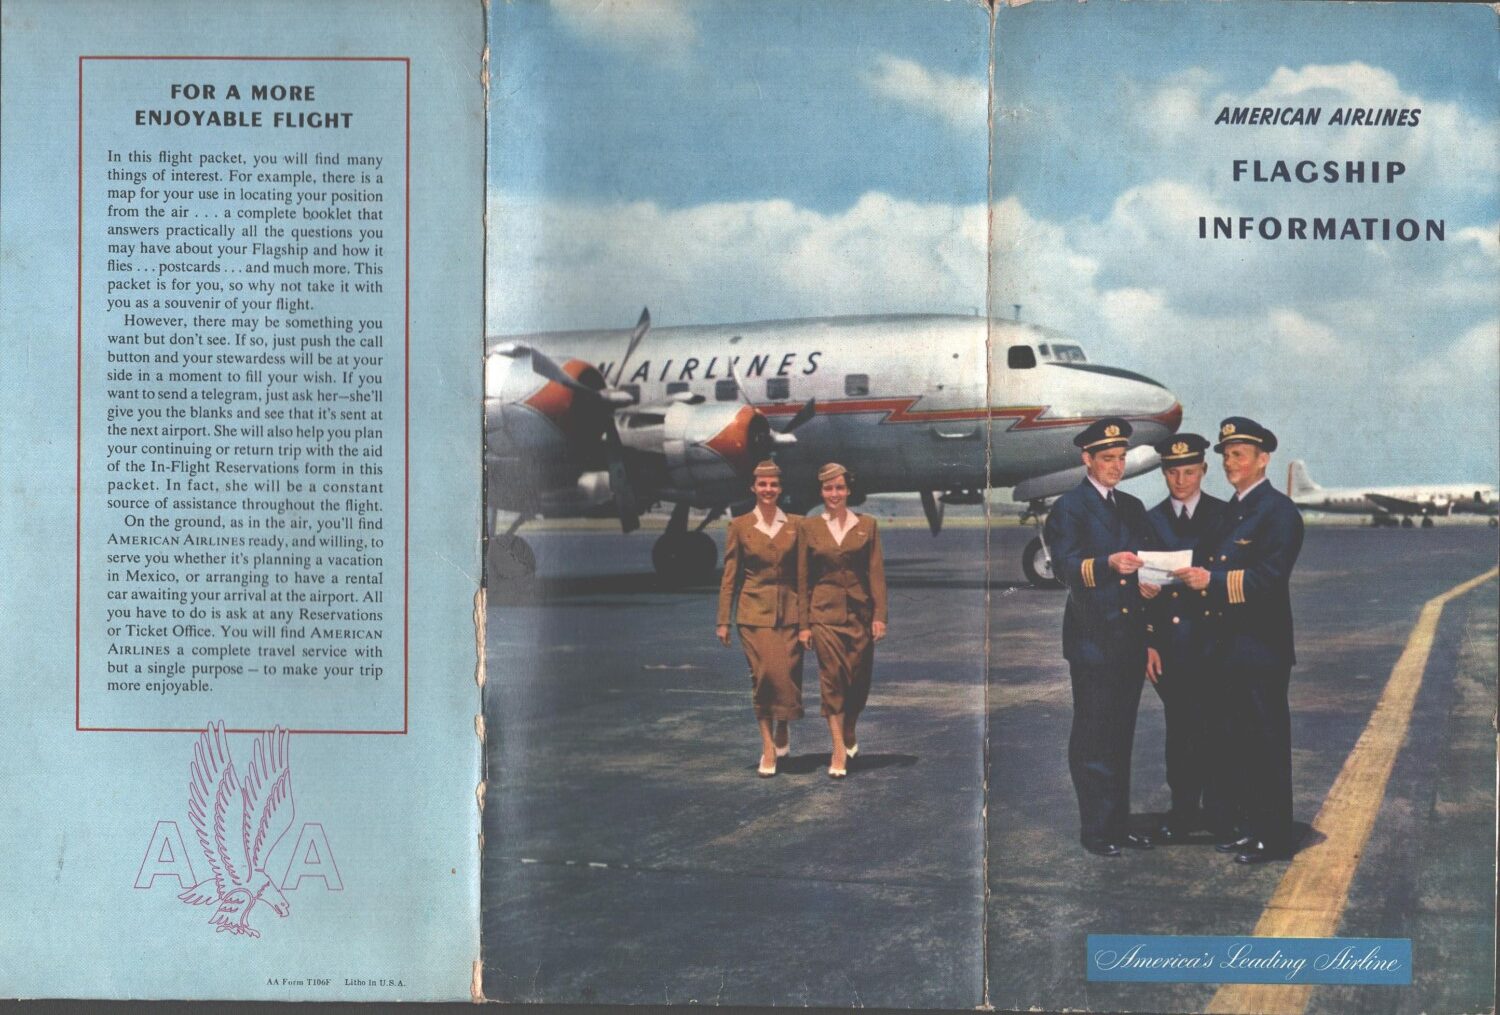 FOR A MORE
ENJOYABLE FLIGHT
In this flight packet, you will find many
things of interest. For example, there is a
map for your use in locating your position
from the air . . . a complete booklet that
answers practically all the questions you
may have about your Flagship and how it
flies . . . postcards . . . and much more. This
packet is for you, so why not take it with
you as a souvenir of your flight.
However, there may be something you
want but don't see. If so, just push the call
button and your stewardess will be at your
side in a moment to fill your wish. If you
want to send a telegram, just ask her—she'll
give you the blanks and see that it's sent at
the next airport. She will also help you plan
your continuing or return trip with the aid
of the In-Flight Reservations form in this
packet. In fact, she will be a constant
source of assistance throughout the flight.
On the ground, as in the air, you'll find
AMERICAN AIRLINES ready, and willing, to
serve you whether it's planning a vacation
in Mexico, or arranging to have a rental
car awaiting your arrival at the airport. All
you have to do is ask at any Reservations
or Ticket Office. You will find AMERICAN
AIRLINES a complete travel service with
but a single purpose — to make your trip
more enjoyable.
A A
AA Form T106F Litho in U.S.A.
N AIRLINES
AMERICAN AIRLINES
FLAGSHIP
INFORMATION
America's Leading Airline